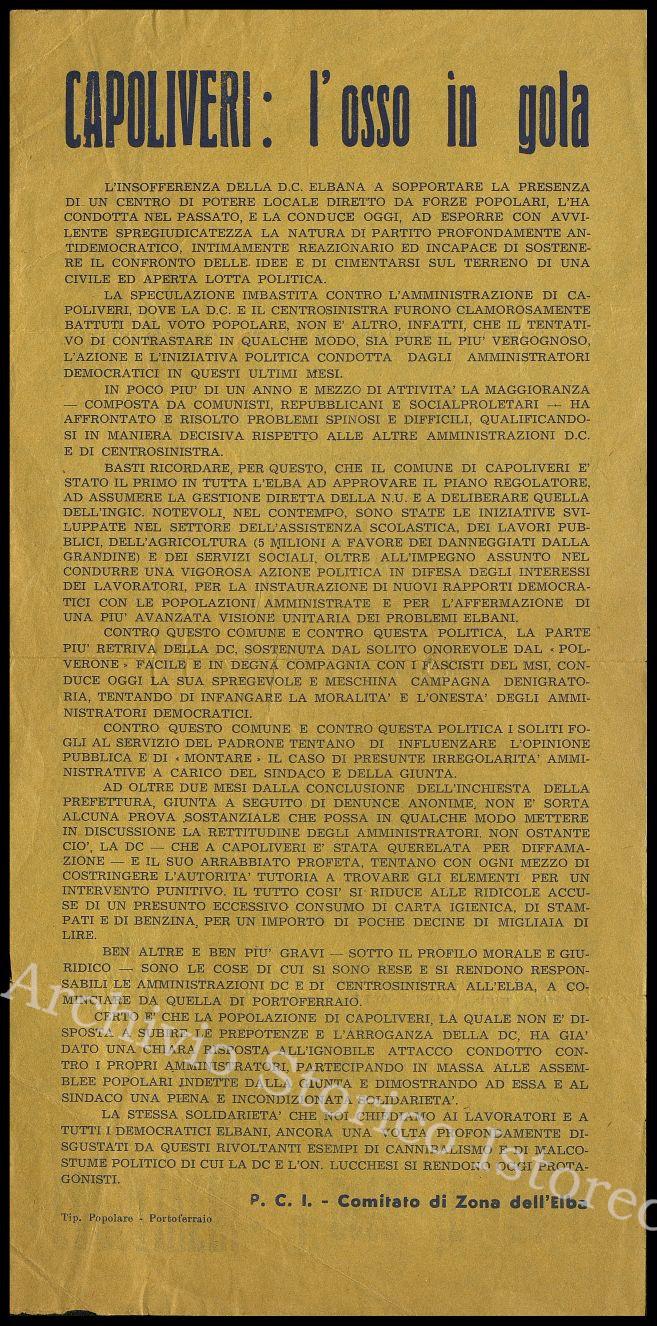 CAPOLIVERI: l'osso in gola
L'INSOFFERENZA DELLA D.C. ELBANA A SOPPORTARE LA PRESENZA
DI UN CENTRO DI POTERE LOCALE DIRETTO DA FORZE POPOLARI, L'HA
CONDOTTA NEL PASSATO, E LA CONDUCE OGGI, AD ESPORRE CON AVVI-
LENTE SPREGIUDICATEZZA LA NATURA DI PARTITO PROFONDAMENTE AN-
TIDEMOCRATICO, INTIMAMENTE REAZIONARIO ED INCAPACE DI SOSTENE-
RE IL CONFRONTO DELLE IDEE E DI CIMENTARSI SUL TERRENO DI UNA
CIVILE ED APERTA LOTTA POLITICA.
LA SPECULAZIONE IMBASTITA CONTRO L'AMMINISTRAZIONE DI CA-
POLIVERI, DOVE LA D.C. E IL CENTROSINISTRA FURONO CLAMOROSAMENTE
BATTUTI DAL VOTO POPOLARE, NON E' ALTRO, INFATTI, CHE IL TENTATI-
VO DI CONTRASTARE IN QUALCHE MODO, SIA PURE IL PIU' VERGOGNOSO,
L'AZIONE E L'INIZIATIVA POLITICA CONDOTTA DAGLI AMMINISTRATORI
DEMOCRATICI IN QUESTI ULTIMI MESI.
IN POCO PIU' DI UN ANNO E MEZZO DI ATTIVITA' LA MAGGIORANZA
— COMPOSTA DA COMUNISTI, REPUBBLICANI E SOCIALPROLETARI — HA
AFFRONTATO E RISOLTO PROBLEMI SPINOSI E DIFFICILI, QUALIFICANDO-
SI IN MANIERA DECISIVA RISPETTO ALLE ALTRE AMMINISTRAZIONI D.C.
E DI CENTROSINISTRA.
BASTI RICORDARE, PER QUESTO, CHE IL COMUNE DI CAPOLIVERI E'
STATO IL PRIMO IN TUTTA L'ELBA AD APPROVARE IL PIANO REGOLATORE,
AD ASSUMERE LA GESTIONE DIRETTA DELLA N.U. E A DELIBERARE QUELLA
DELL'INGIC. NOTEVOLI, NEL CONTEMPO, SONO STATE LE INIZIATIVE SVI-
LUPPATE NEL SETTORE DELL'ASSISTENZA SCOLASTICA, DEI LAVORI PUB-
BLICI, DELL'AGRICOLTURA (5 MILIONI A FAVORE DEI DANNEGGIATI DALLA
GRANDINE) E DEI SERVIZI SOCIALI, OLTRE ALL'IMPEGNO ASSUNTO NEL
CONDURRE UNA VIGOROSA AZIONE POLITICA IN DIFESA DEGLI INTERESSI
DEI LAVORATORI, PER LA INSTAURAZIONE DI NUOVI RAPPORTI DEMOCRA-
TICI CON LE POPOLAZIONI AMMINISTRATE E PER L'AFFERMAZIONE DI
UNA PIU' AVANZATA VISIONE UNITARIA DEI PROBLEMI ELBANI.
CONTRO QUESTO COMUNE E CONTRO QUESTA POLITICA, LA PARTE
PIU' RETRIVA DELLA DC, SOSTENUTA DAL SOLITO ONOREVOLE DAL « POL-
VERONE » FACILE E IN DEGNA COMPAGNIA CON I FASCISTI DEL MSI, CON-
DUCE OGGI LA SUA SPREGEVOLE E MESCHINA CAMPAGNA DENIGRATO-
RIA, TENTANDO DI INFANGARE LA MORALITA' E L'ONESTA' DEGLI AMMI-
NISTRATORI DEMOCRATICI.
CONTRO QUESTO COMUNE E CONTRO QUESTA POLITICA I SOLITI FO-
GLI AL SERVIZIO DEL PADRONE TENTANO DI INFLUENZARE L'OPINIONE
PUBBLICA E DI « MONTARE » IL CASO DI PRESUNTE IRREGOLARITA' AMMI-
NISTRATIVE A CARICO DEL SINDACO E DELLA GIUNTA.
AD OLTRE DUE MESI DALLA CONCLUSIONE DELL'INCHIESTA DELLA
PREFETTURA, GIUNTA A SEGUITO DI DENUNCE ANONIME, NON E' SORTA
ALCUNA PROVA SOSTANZIALE CHE POSSA IN QUALCHE MODO METTERE
IN DISCUSSIONE LA RETTITUDINE DEGLI AMMINISTRATORI. NON OSTANTE
CIO', LA DC — CHE A CAPOLIVERI E' STATA QUERELATA PER DIFFAMA-
ZIONE — E IL SUO ARRABBIATO PROFETA, TENTANO CON OGNI MEZZO DI
COSTRINGERE L'AUTORITA' TUTORIA A TROVARE GLI ELEMENTI PER UN
INTERVENTO PUNITIVO. IL TUTTO COSI' SI RIDUCE ALLE RIDICOLE ACCU-
SE DI UN PRESUNTO ECCESSIVO CONSUMO DI CARTA IGIENICA, DI STAM-
PATI E DI BENZINA, PER UN IMPORTO DI POCHE DECINE DI MIGLIAIA DI
LIRE.
BEN ALTRE E BEN PIU' GRAVI — SOTTO IL PROFILO MORALE E GIU-
RIDICO — SONO LE COSE DI CUI SI SONO RESE E SI RENDONO RESPON-
SABILI LE AMMINISTRAZIONI DC E DI CENTROSINISTRA ALL'ELBA, A CO-
MINCIARE DA QUELLA DI PORTOFERRAIO.
CERTO E' CHE LA POPOLAZIONE DI CAPOLIVERI, LA QUALE NON E' DI-
SPOSTA A SUBIRE LE PREPOTENZE E L'ARROGANZA DELLA DC, HA GIA'
DATO UNA CHIARA RISPOSTA ALL'IGNOBILE ATTACCO CONDOTTO CON-
TRO I PROPRI AMMINISTRATORI, PARTECIPANDO IN MASSA ALLE ASSEM-
BLEE POPOLARI INDETTE DALLA GIUNTA E DIMOSTRANDO AD ESSA E AL
SINDACO UNA PIENA E INCONDIZIONATA SOLIDARIETA'.
LA STESSA SOLIDARIETA' CHE NOI CHIEDIAMO AI LAVORATORI E A
TUTTI I DEMOCRATICI ELBANI, ANCORA UNA VOLTA PROFONDAMENTE DI-
SGUSTATI DA QUESTI RIVOLTANTI ESEMPI DI CANNIBALISMO E DI MALCO-
STUME POLITICO DI CUI LA DC E L'ON. LUCCHESI SI RENDONO OGGI PROTA-
GONISTI.
P. C. I. - Comitato di Zona dell'Elba
Tip. Popolare - Portoferraio
Archivio Storico Istoreco